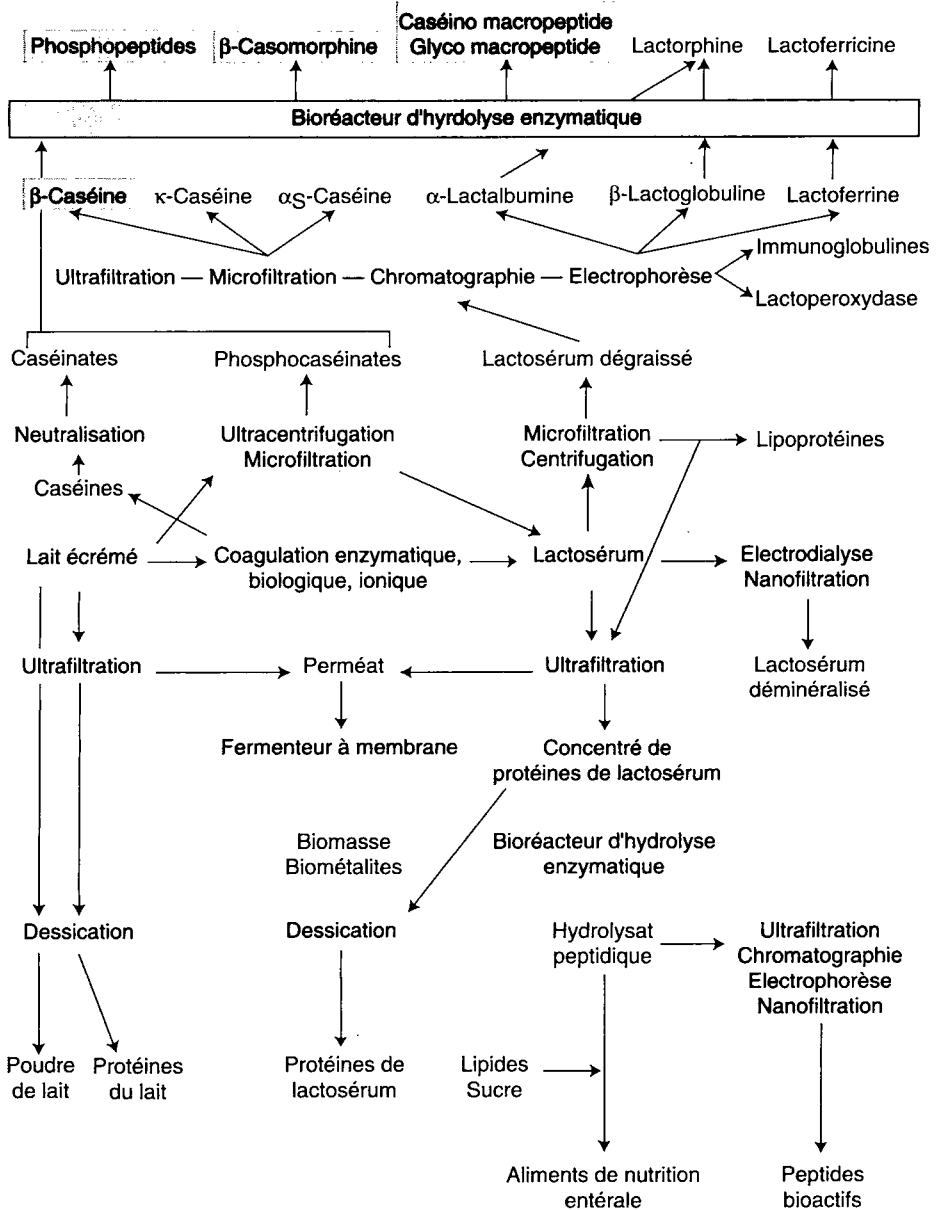 Caséino macropeptide
Phosphopeptides β-Casomorphine Glyco macropeptide Lactorphine Lactoferricine
Bioréacteur d'hyrdolyse enzymatique
β-Caséine κ-Caséine αS-Caséine α-Lactalbumine β-Lactoglobuline Lactoferrine
Immunoglobulines
Ultrafiltration — Microfiltration — Chromatographie — Electrophorèse
Lactoperoxydase
Caséinates Phosphocaséinates Lactosérum dégraissé
Neutralisation Ultracentrifugation Microfiltration Lipoprotéines
Microfiltration Centrifugation
Caséines
Lait écrémé Coagulation enzymatique, Lactosérum Electrodialyse
biologique, ionique Nanofiltration
Ultrafiltration Perméat Ultrafiltration Lactosérum
déminéralisé
Fermenteur à membrane Concentré de
protéines de lactosérum
Biomasse Bioréacteur d'hydrolyse
Biométalites enzymatique
Dessication Dessication Hydrolysat Ultrafiltration
peptidique Chromatographie
Electrophorèse
Nanofiltration
Poudre Protéines Protéines de Lipides
de lait du lait lactosérum Sucre
Aliments de nutrition Peptides
entérale bioactifs